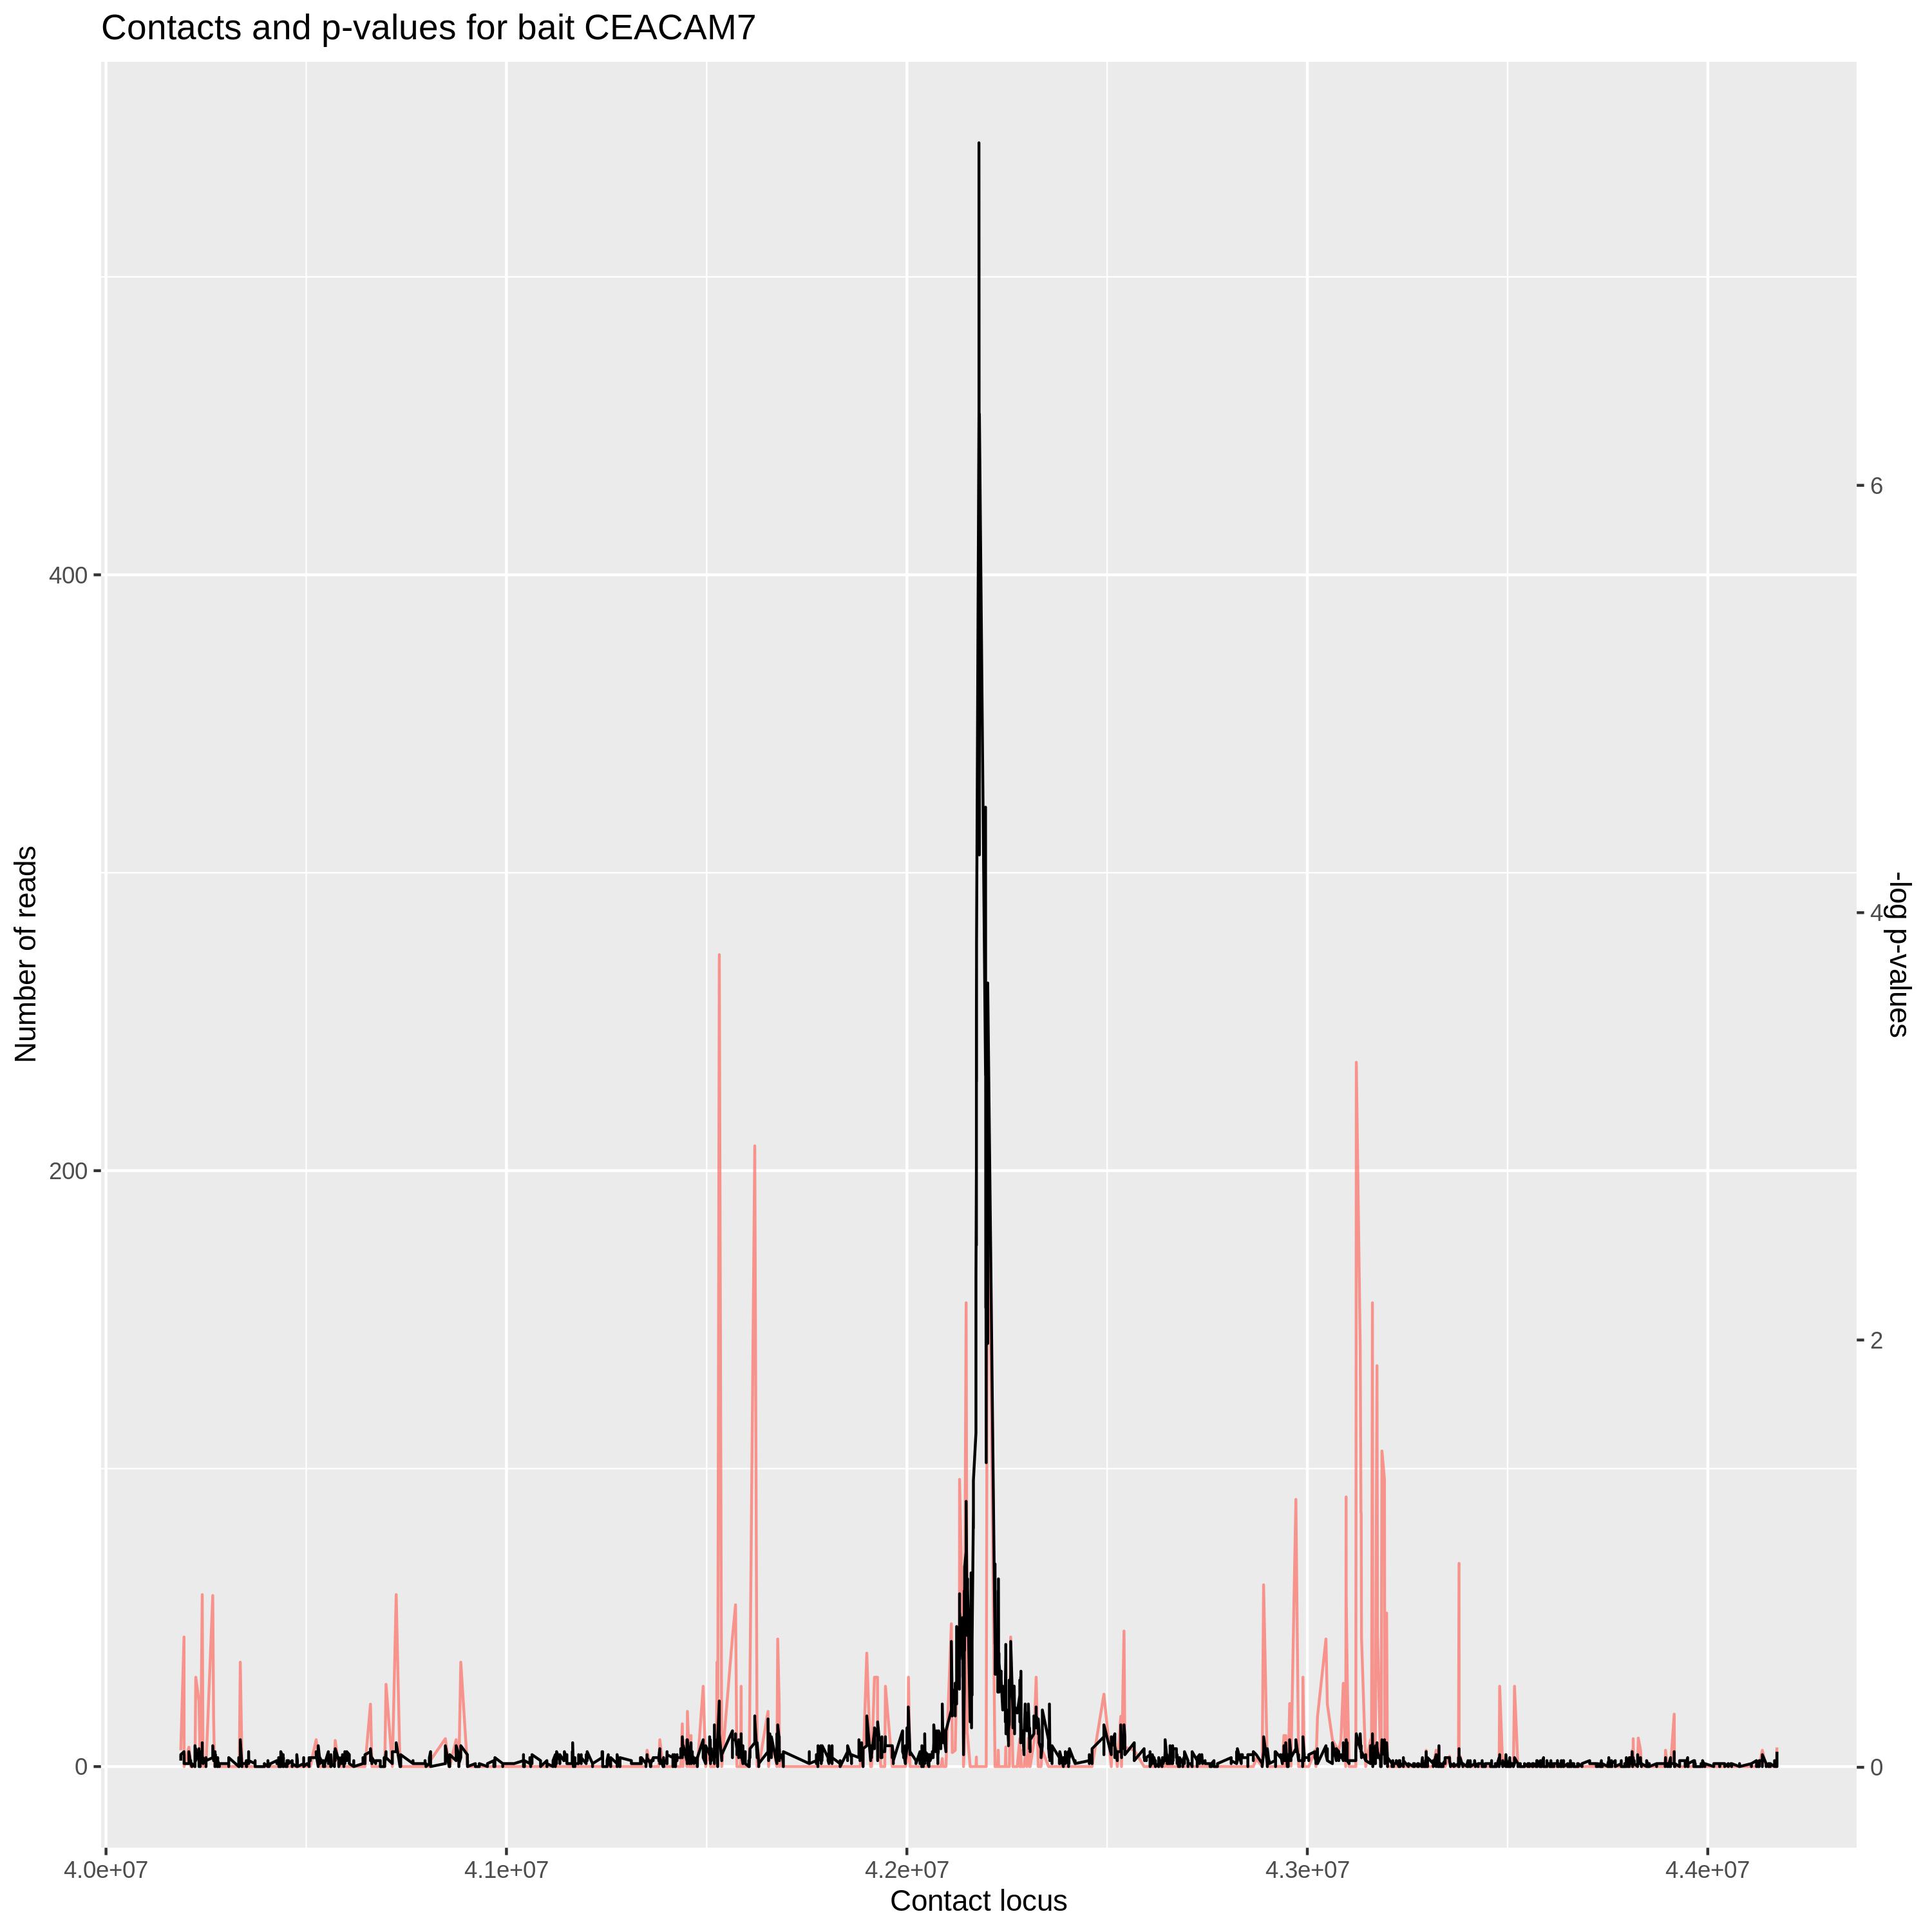 Contacts and p-values for bait CEACAM7
Number of reads
400
200
0
6
4
2
0
-log p-values
4.0e+07 4.1e+07 4.2e+07 4.3e+07 4.4e+07
Contact locus